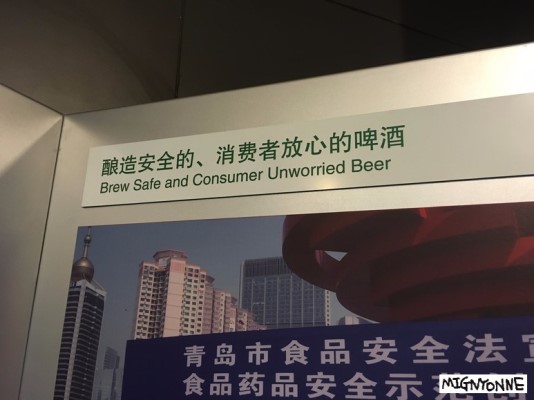 酿造安全的、消费者放心的啤酒
Brew Safe and Consumer Unworried Beer
青岛市食品安全法
食品药品安全示范
MIGNYONNE